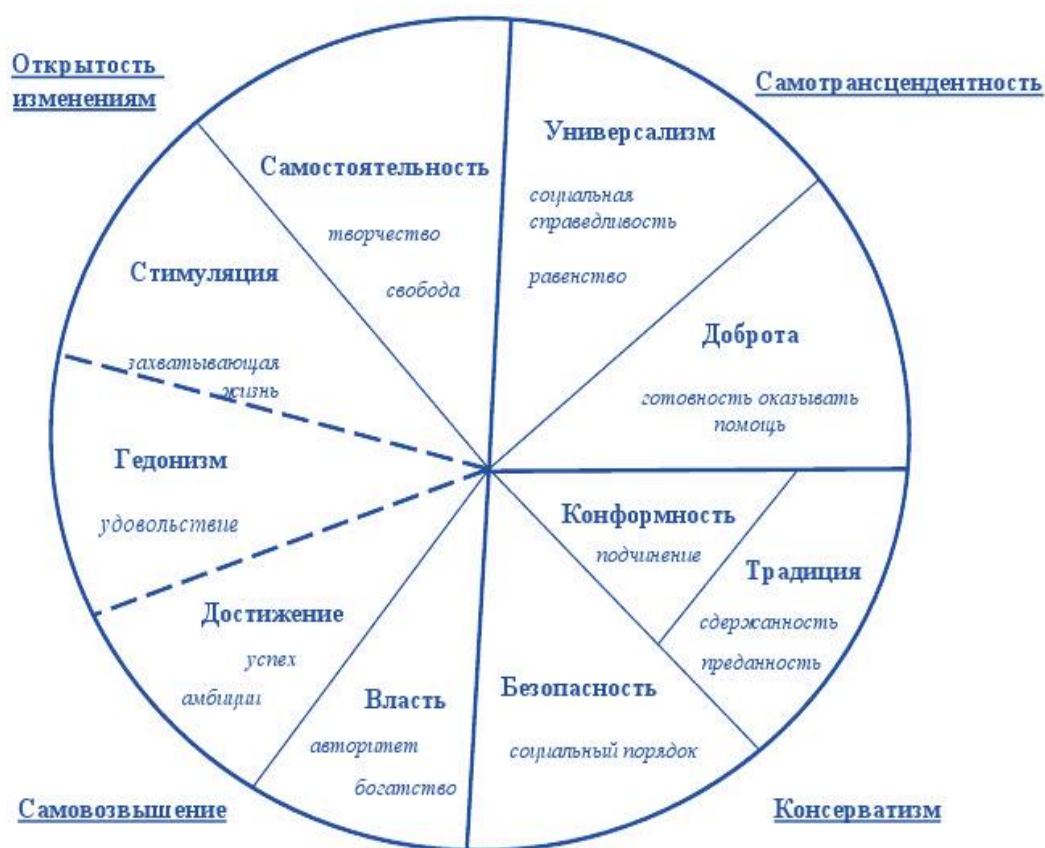 Открытость
изменениям
Самотрансцендентность
Универсализм
Самостоятельность
социальная
справедливость
творчество
равенство
свобода
Стимуляция
захватывающая
жизнь
Доброта
готовность оказывать
помощь
Гедонизм
удовольствие
Конформность
подчинение
Традиция
сдержанность
преданность
Достижение
успех
амбиции
Власть
авторитет
богатство
Безопасность
социальный порядок
Самовозвышение
Консерватизм